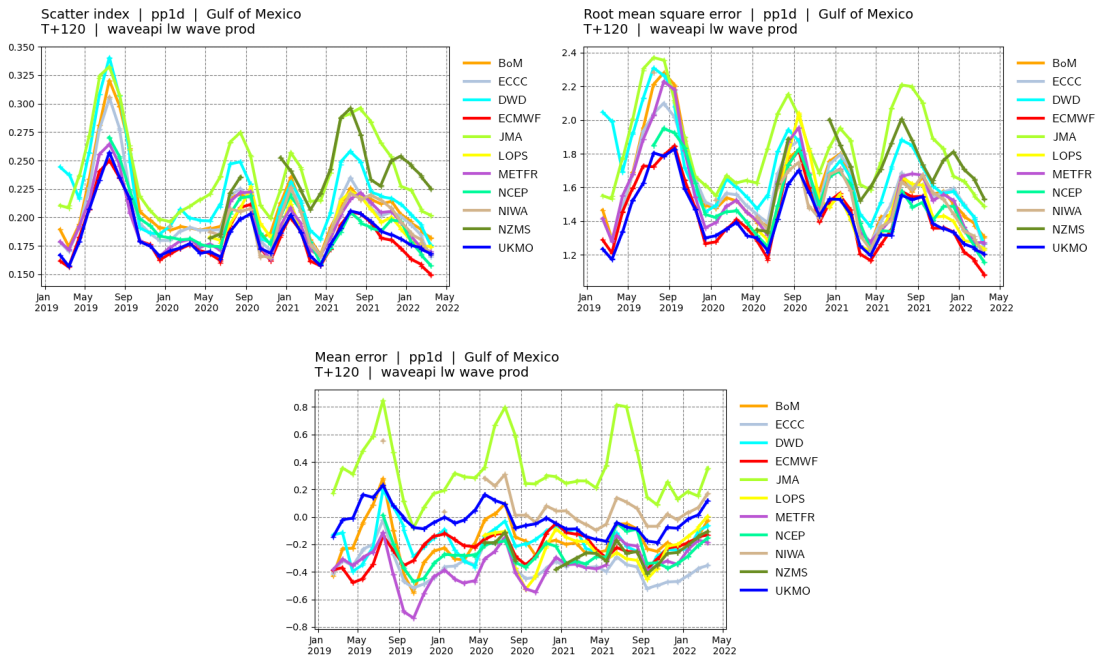 Scatter index | pp1d | Gulf of Mexico
T+120 | waveapi lw wave prod
0.350
0.325
0.300
0.275
0.250
0.225
0.200
0.175
0.150
Jan May Sep Jan May Sep Jan May Sep Jan May
2019 2019 2019 2020 2020 2020 2021 2021 2021 2022 2022
BoM
ECCC
DWD
ECMWF
JMA
LOPS
METFR
NCEP
NIWA
NZMS
UKMO
Root mean square error | pp1d | Gulf of Mexico
T+120 | waveapi lw wave prod
2.4
2.2
2.0
1.8
1.6
1.4
1.2
Jan May Sep Jan May Sep Jan May Sep Jan May
2019 2019 2019 2020 2020 2020 2021 2021 2021 2022 2022
BoM
ECCC
DWD
ECMWF
JMA
LOPS
METFR
NCEP
NIWA
NZMS
UKMO
Mean error | pp1d | Gulf of Mexico
T+120 | waveapi lw wave prod
0.8
0.6
0.4
0.2
0.0
−0.2
−0.4
−0.6
−0.8
Jan May Sep Jan May Sep Jan May Sep Jan May
2019 2019 2019 2020 2020 2020 2021 2021 2021 2022 2022
BoM
ECCC
DWD
ECMWF
JMA
LOPS
METFR
NCEP
NIWA
NZMS
UKMO